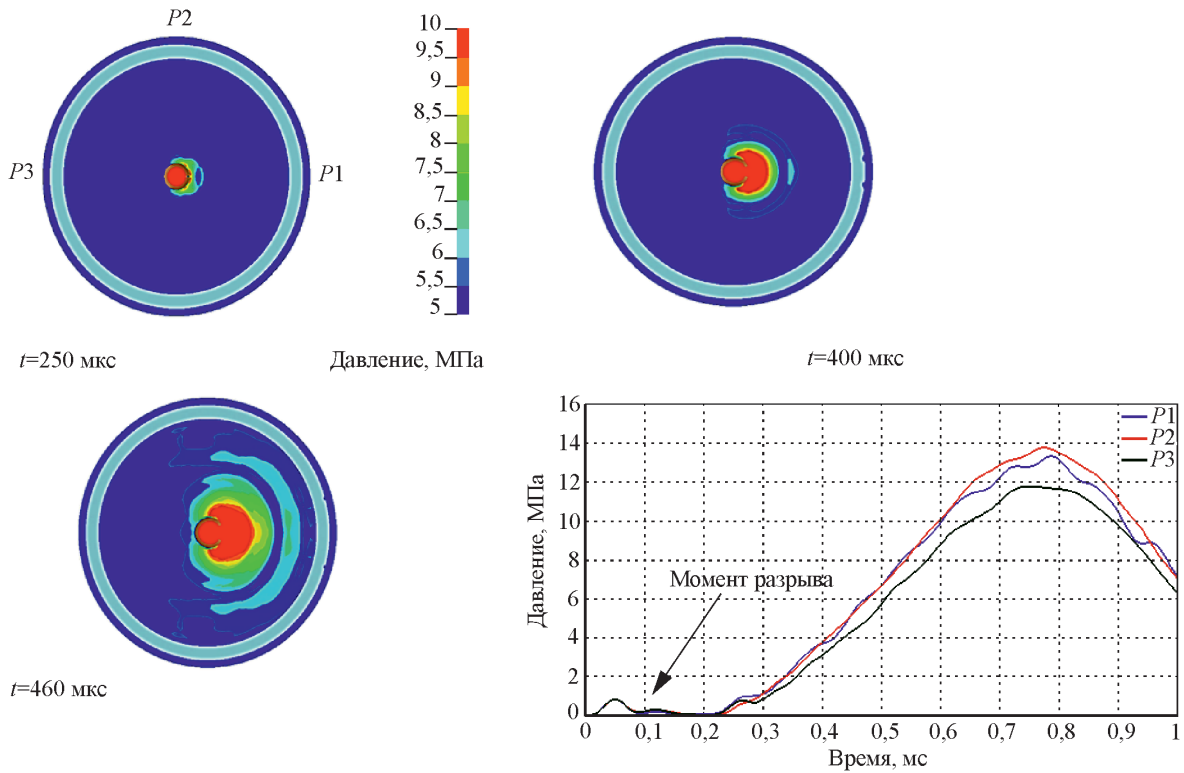 P2
P3
P1
10
9,5
9
8,5
8
7,5
7
6,5
6
5,5
5
t=250 мкс
Давление, МПа
t=400 мкс
t=460 мкс
Давление, МПа
16
14
12
10
8
6
4
2
0
P1
P2
P3
Момент разрыва
0
0,1
0,2
0,3
0,4
0,5
0,6
0,7
0,8
0,9
1
Время, мс